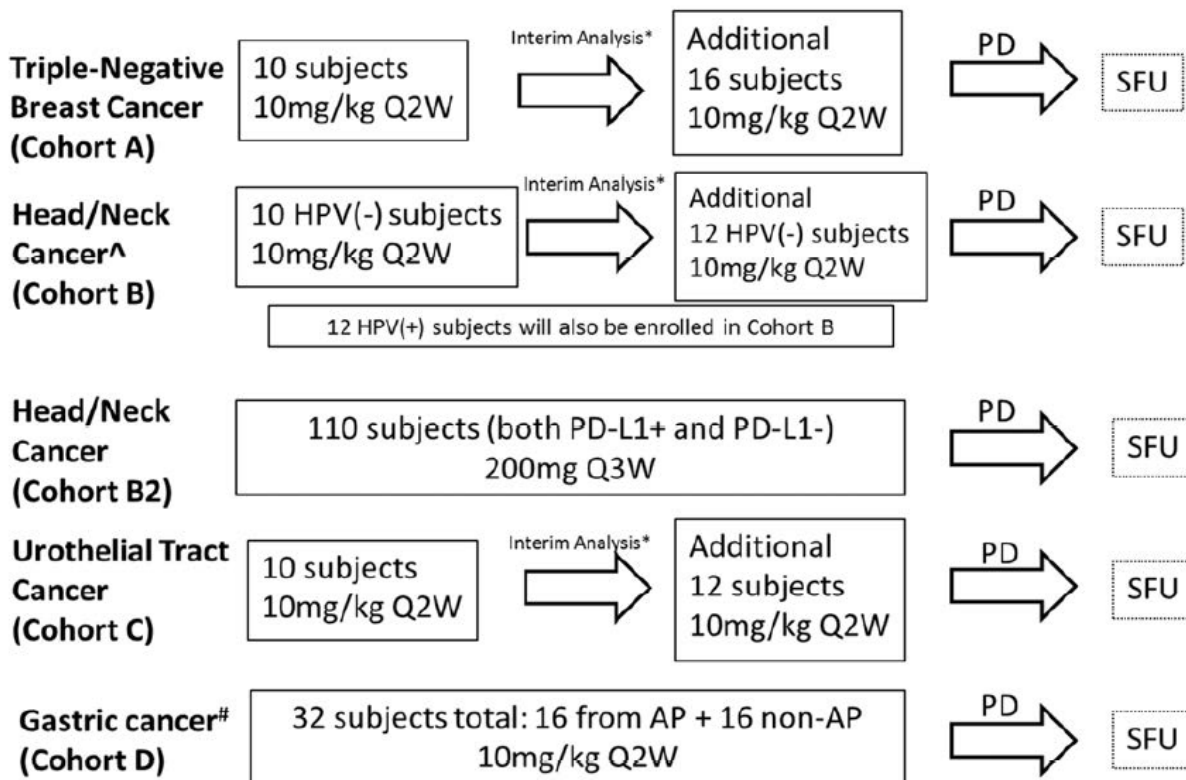 Triple-Negative
Breast Cancer
(Cohort A)
10 subjects
10mg/kg Q2W
Interim Analysis*
Additional
16 subjects
10mg/kg Q2W
PD
SFU
Head/Neck
Cancer^
(Cohort B)
10 HPV(-) subjects
10mg/kg Q2W
Interim Analysis*
Additional
12 HPV(-) subjects
10mg/kg Q2W
PD
SFU
12 HPV(+) subjects will also be enrolled in Cohort B
Head/Neck
Cancer
(Cohort B2)
110 subjects (both PD-L1+ and PD-L1-)
200mg Q3W
PD
SFU
Urothelial Tract
Cancer
(Cohort C)
10 subjects
10mg/kg Q2W
Interim Analysis*
Additional
12 subjects
10mg/kg Q2W
PD
SFU
Gastric cancer#
(Cohort D)
32 subjects total: 16 from AP + 16 non-AP
10mg/kg Q2W
PD
SFU